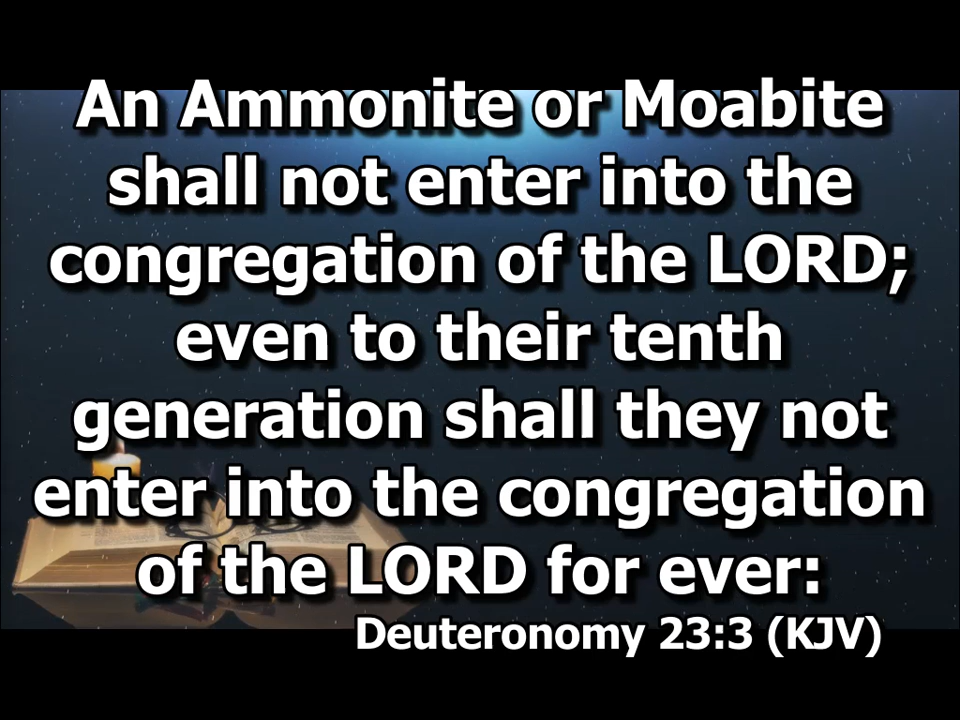 An Ammonite or Moabite
shall not enter into the
congregation of the LORD;
even to their tenth
generation shall they not
enter into the congregation
of the LORD for ever:
Deuteronomy 23:3 (KJV)